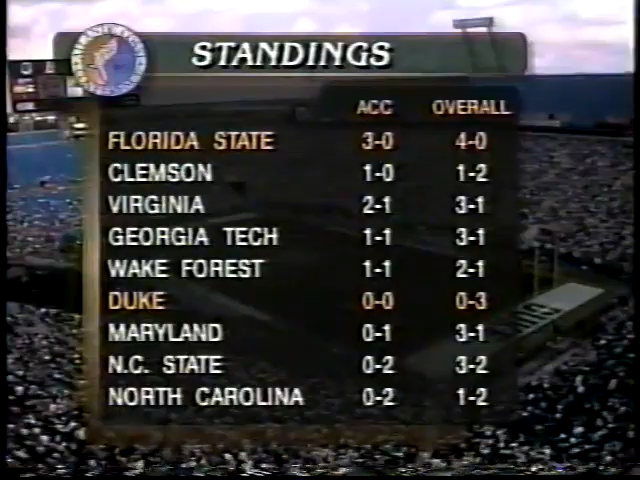 STANDINGS
ACC OVERALL
FLORIDA STATE 3-0 4-0
CLEMSON 1-0 1-2
VIRGINIA 2-1 3-1
GEORGIA TECH 1-1 3-1
WAKE FOREST 1-1 2-1
DUKE 0-0 0-3
MARYLAND 0-1 3-1
N.C. STATE 0-2 3-2
NORTH CAROLINA 0-2 1-2